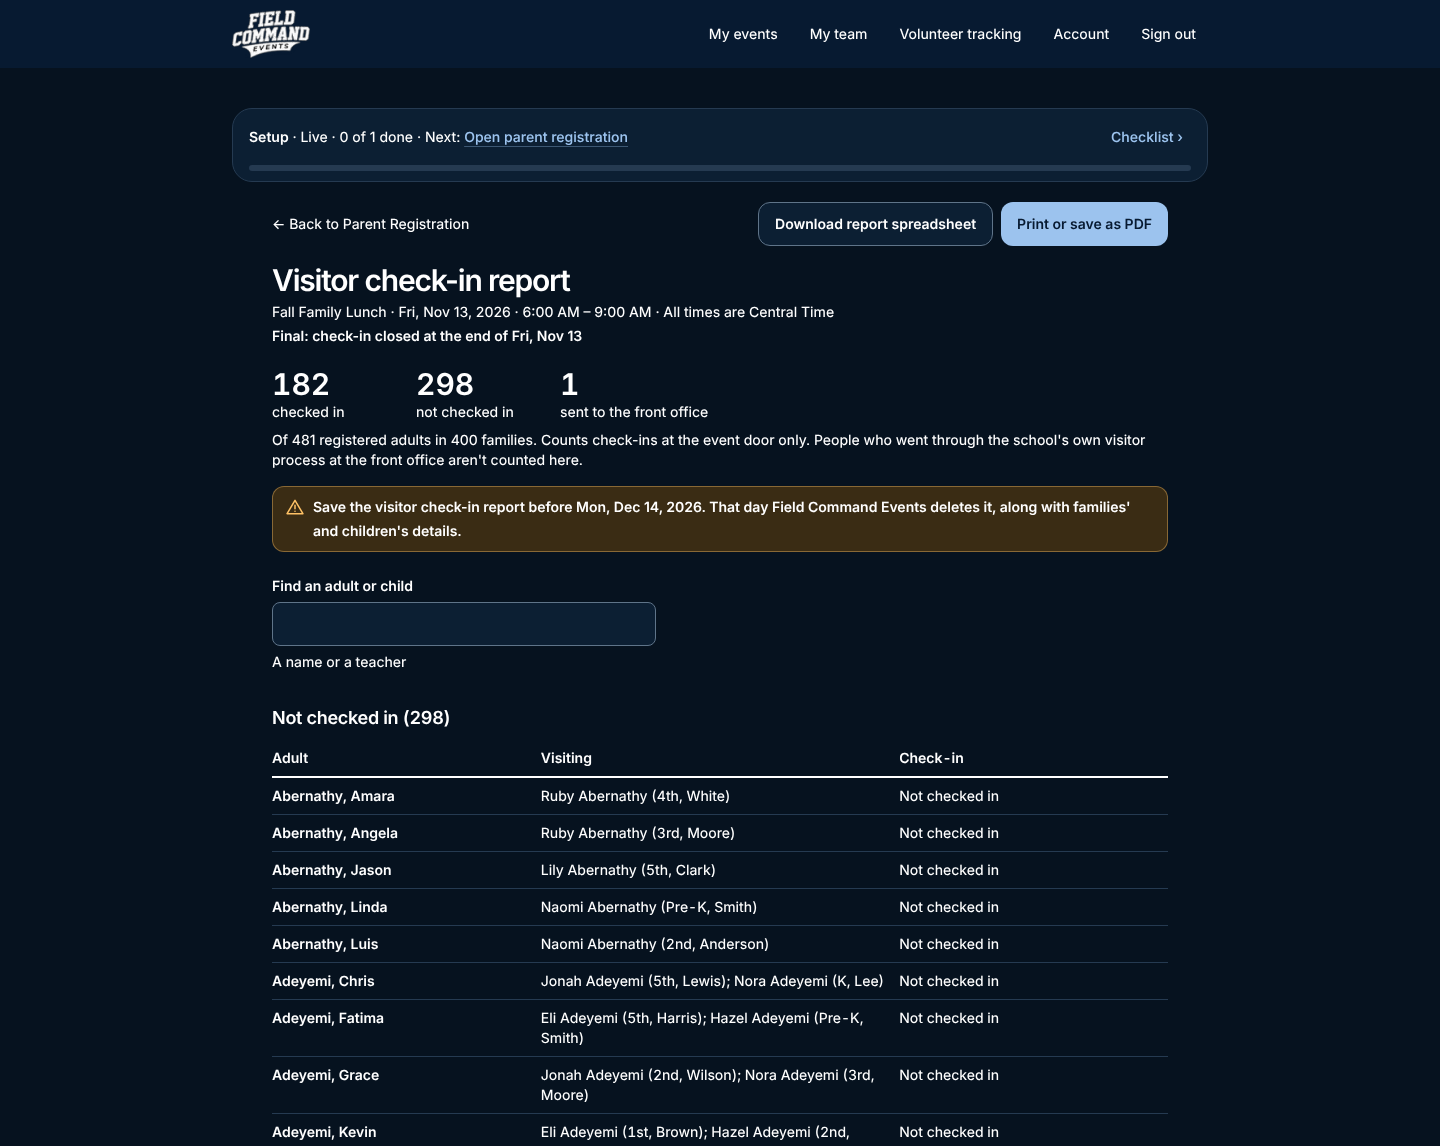 FIELD
COMMAND
EVENTS
My events
My team
Volunteer tracking
Account
Sign out
Setup · Live · 0 of 1 done · Next: Open parent registration
Checklist ›
← Back to Parent Registration
Download report spreadsheet
Print or save as PDF
Visitor check-in report
Fall Family Lunch · Fri, Nov 13, 2026 · 6:00 AM – 9:00 AM · All times are Central Time
Final: check-in closed at the end of Fri, Nov 13
182 298 1
checked in not checked in sent to the front office
Of 481 registered adults in 400 families. Counts check-ins at the event door only. People who went through the school's own visitor
process at the front office aren't counted here.
Save the visitor check-in report before Mon, Dec 14, 2026. That day Field Command Events deletes it, along with families'
and children's details.
Find an adult or child
A name or a teacher
Not checked in (298)
Adult Visiting Check-in
Abernathy, Amara Ruby Abernathy (4th, White) Not checked in
Abernathy, Angela Ruby Abernathy (3rd, Moore) Not checked in
Abernathy, Jason Lily Abernathy (5th, Clark) Not checked in
Abernathy, Linda Naomi Abernathy (Pre-K, Smith) Not checked in
Abernathy, Luis Naomi Abernathy (2nd, Anderson) Not checked in
Adeyemi, Chris Jonah Adeyemi (5th, Lewis); Nora Adeyemi (K, Lee) Not checked in
Adeyemi, Fatima Eli Adeyemi (5th, Harris); Hazel Adeyemi (Pre-K, Not checked in
Smith)
Adeyemi, Grace Jonah Adeyemi (2nd, Wilson); Nora Adeyemi (3rd, Not checked in
Moore)
Adeyemi, Kevin Eli Adeyemi (1st, Brown); Hazel Adeyemi (2nd, Not checked in